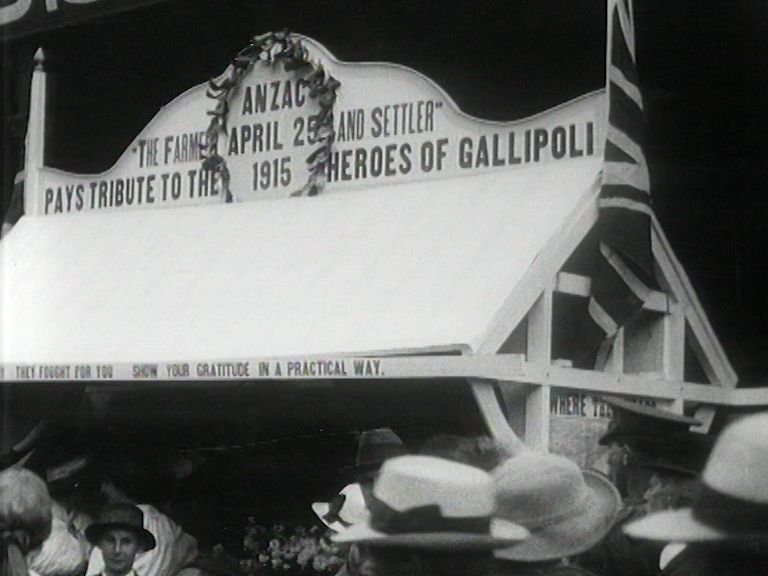 ANZAC
"THE FARMER APRIL 25 AND SETTLER"
PAYS TRIBUTE TO THE 1915 HEROES OF GALLIPOLI
THEY FOUGHT FOR YOU SHOW YOUR GRATITUDE IN A PRACTICAL WAY.
WHERE